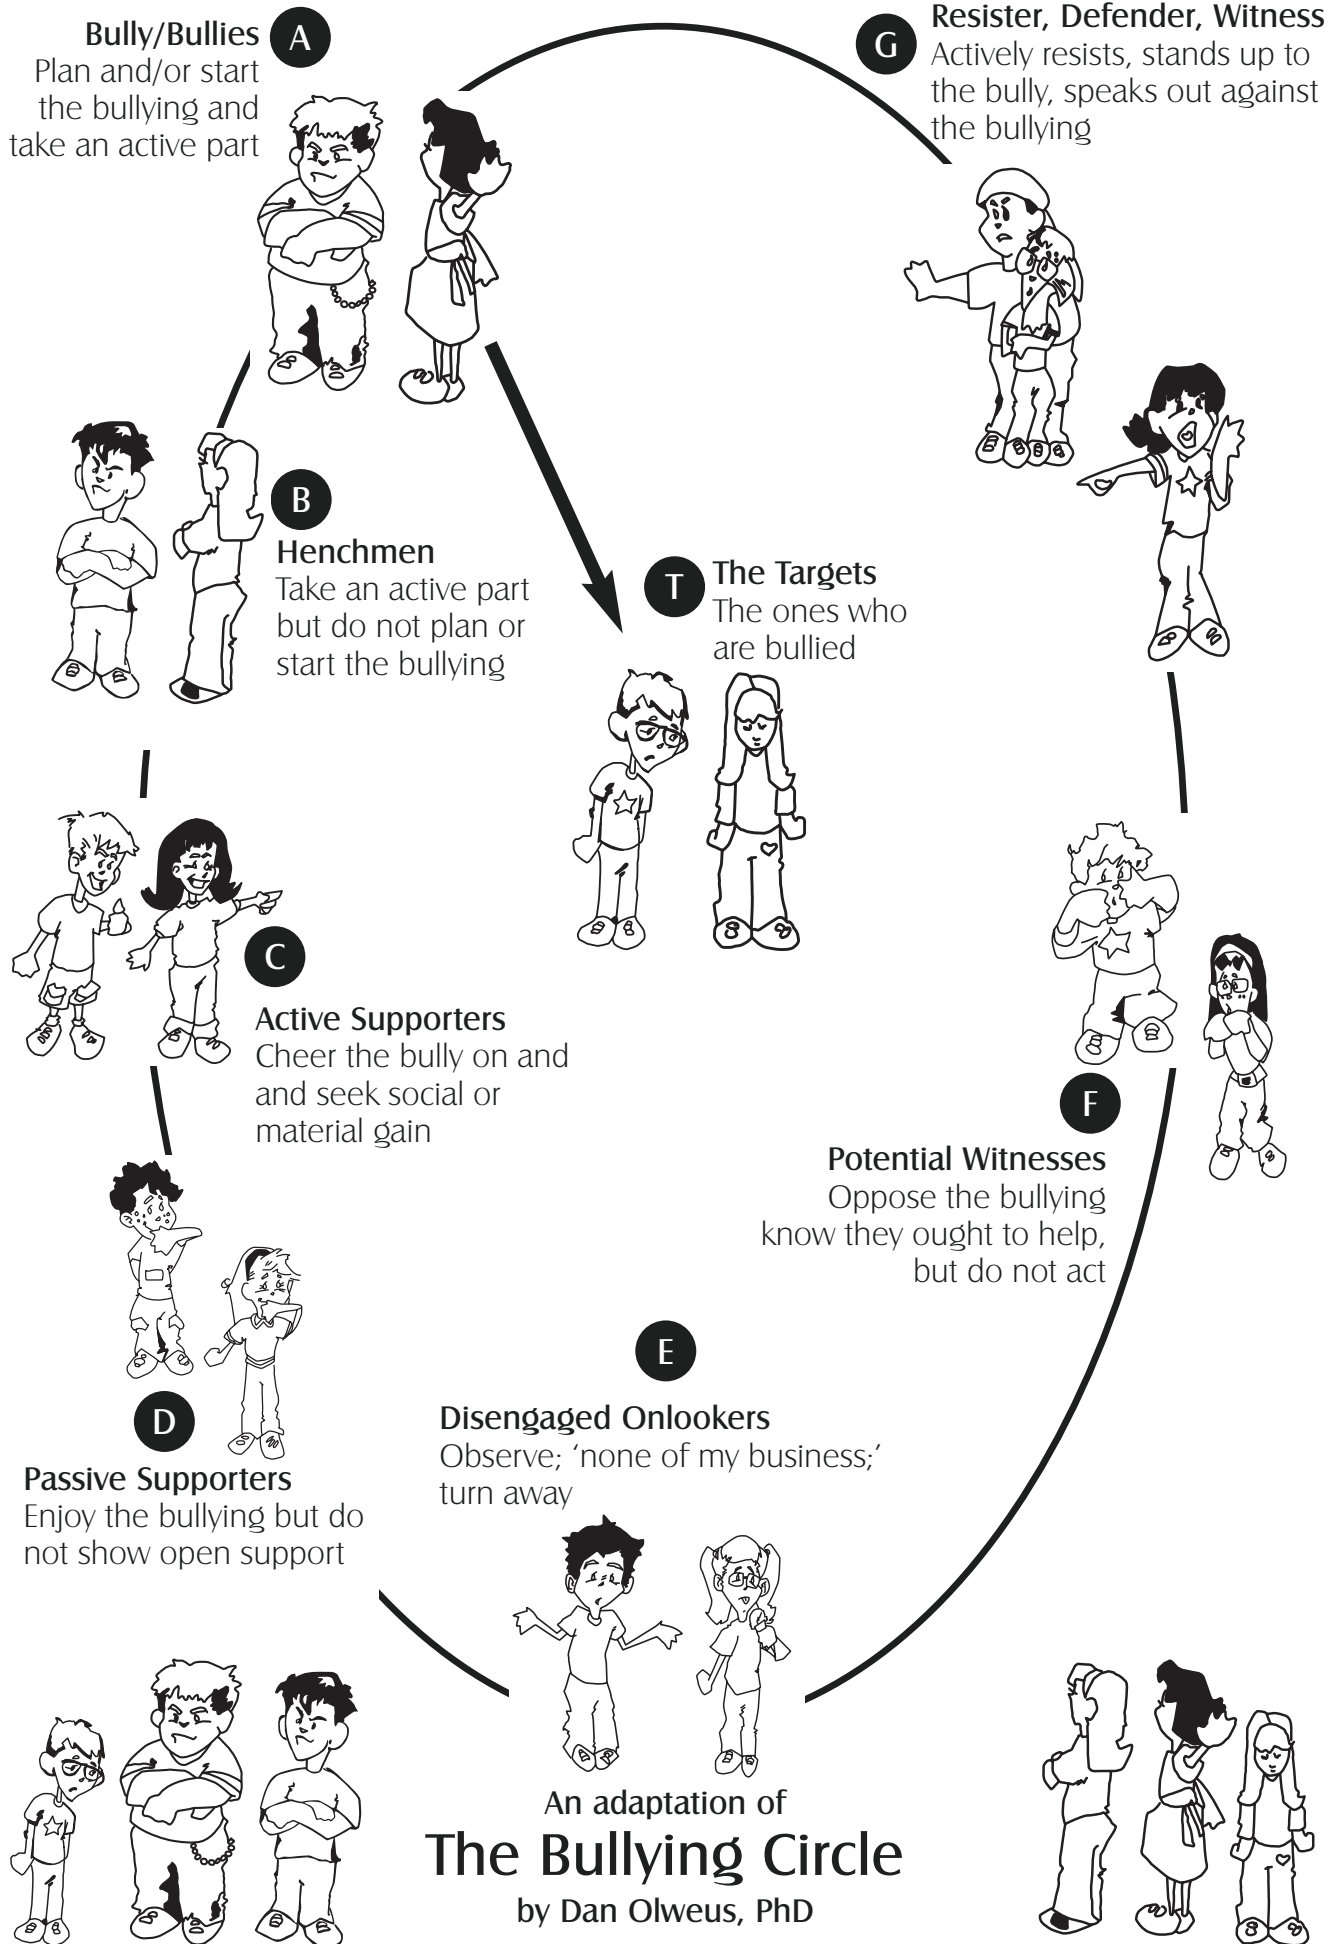 A
Bully/Bullies
Plan and/or start
the bullying and
take an active part
G
Resister, Defender, Witness
Actively resists, stands up to
the bully, speaks out against
the bullying
B
Henchmen
Take an active part
but do not plan or
start the bullying
T
The Targets
The ones who
are bullied
C
Active Supporters
Cheer the bully on and
and seek social or
material gain
F
Potential Witnesses
Oppose the bullying
know they ought to help,
but do not act
D
Passive Supporters
Enjoy the bullying but do
not show open support
E
Disengaged Onlookers
Observe; ‘none of my business;’
turn away
An adaptation of
The Bullying Circle
by Dan Olweus, PhD